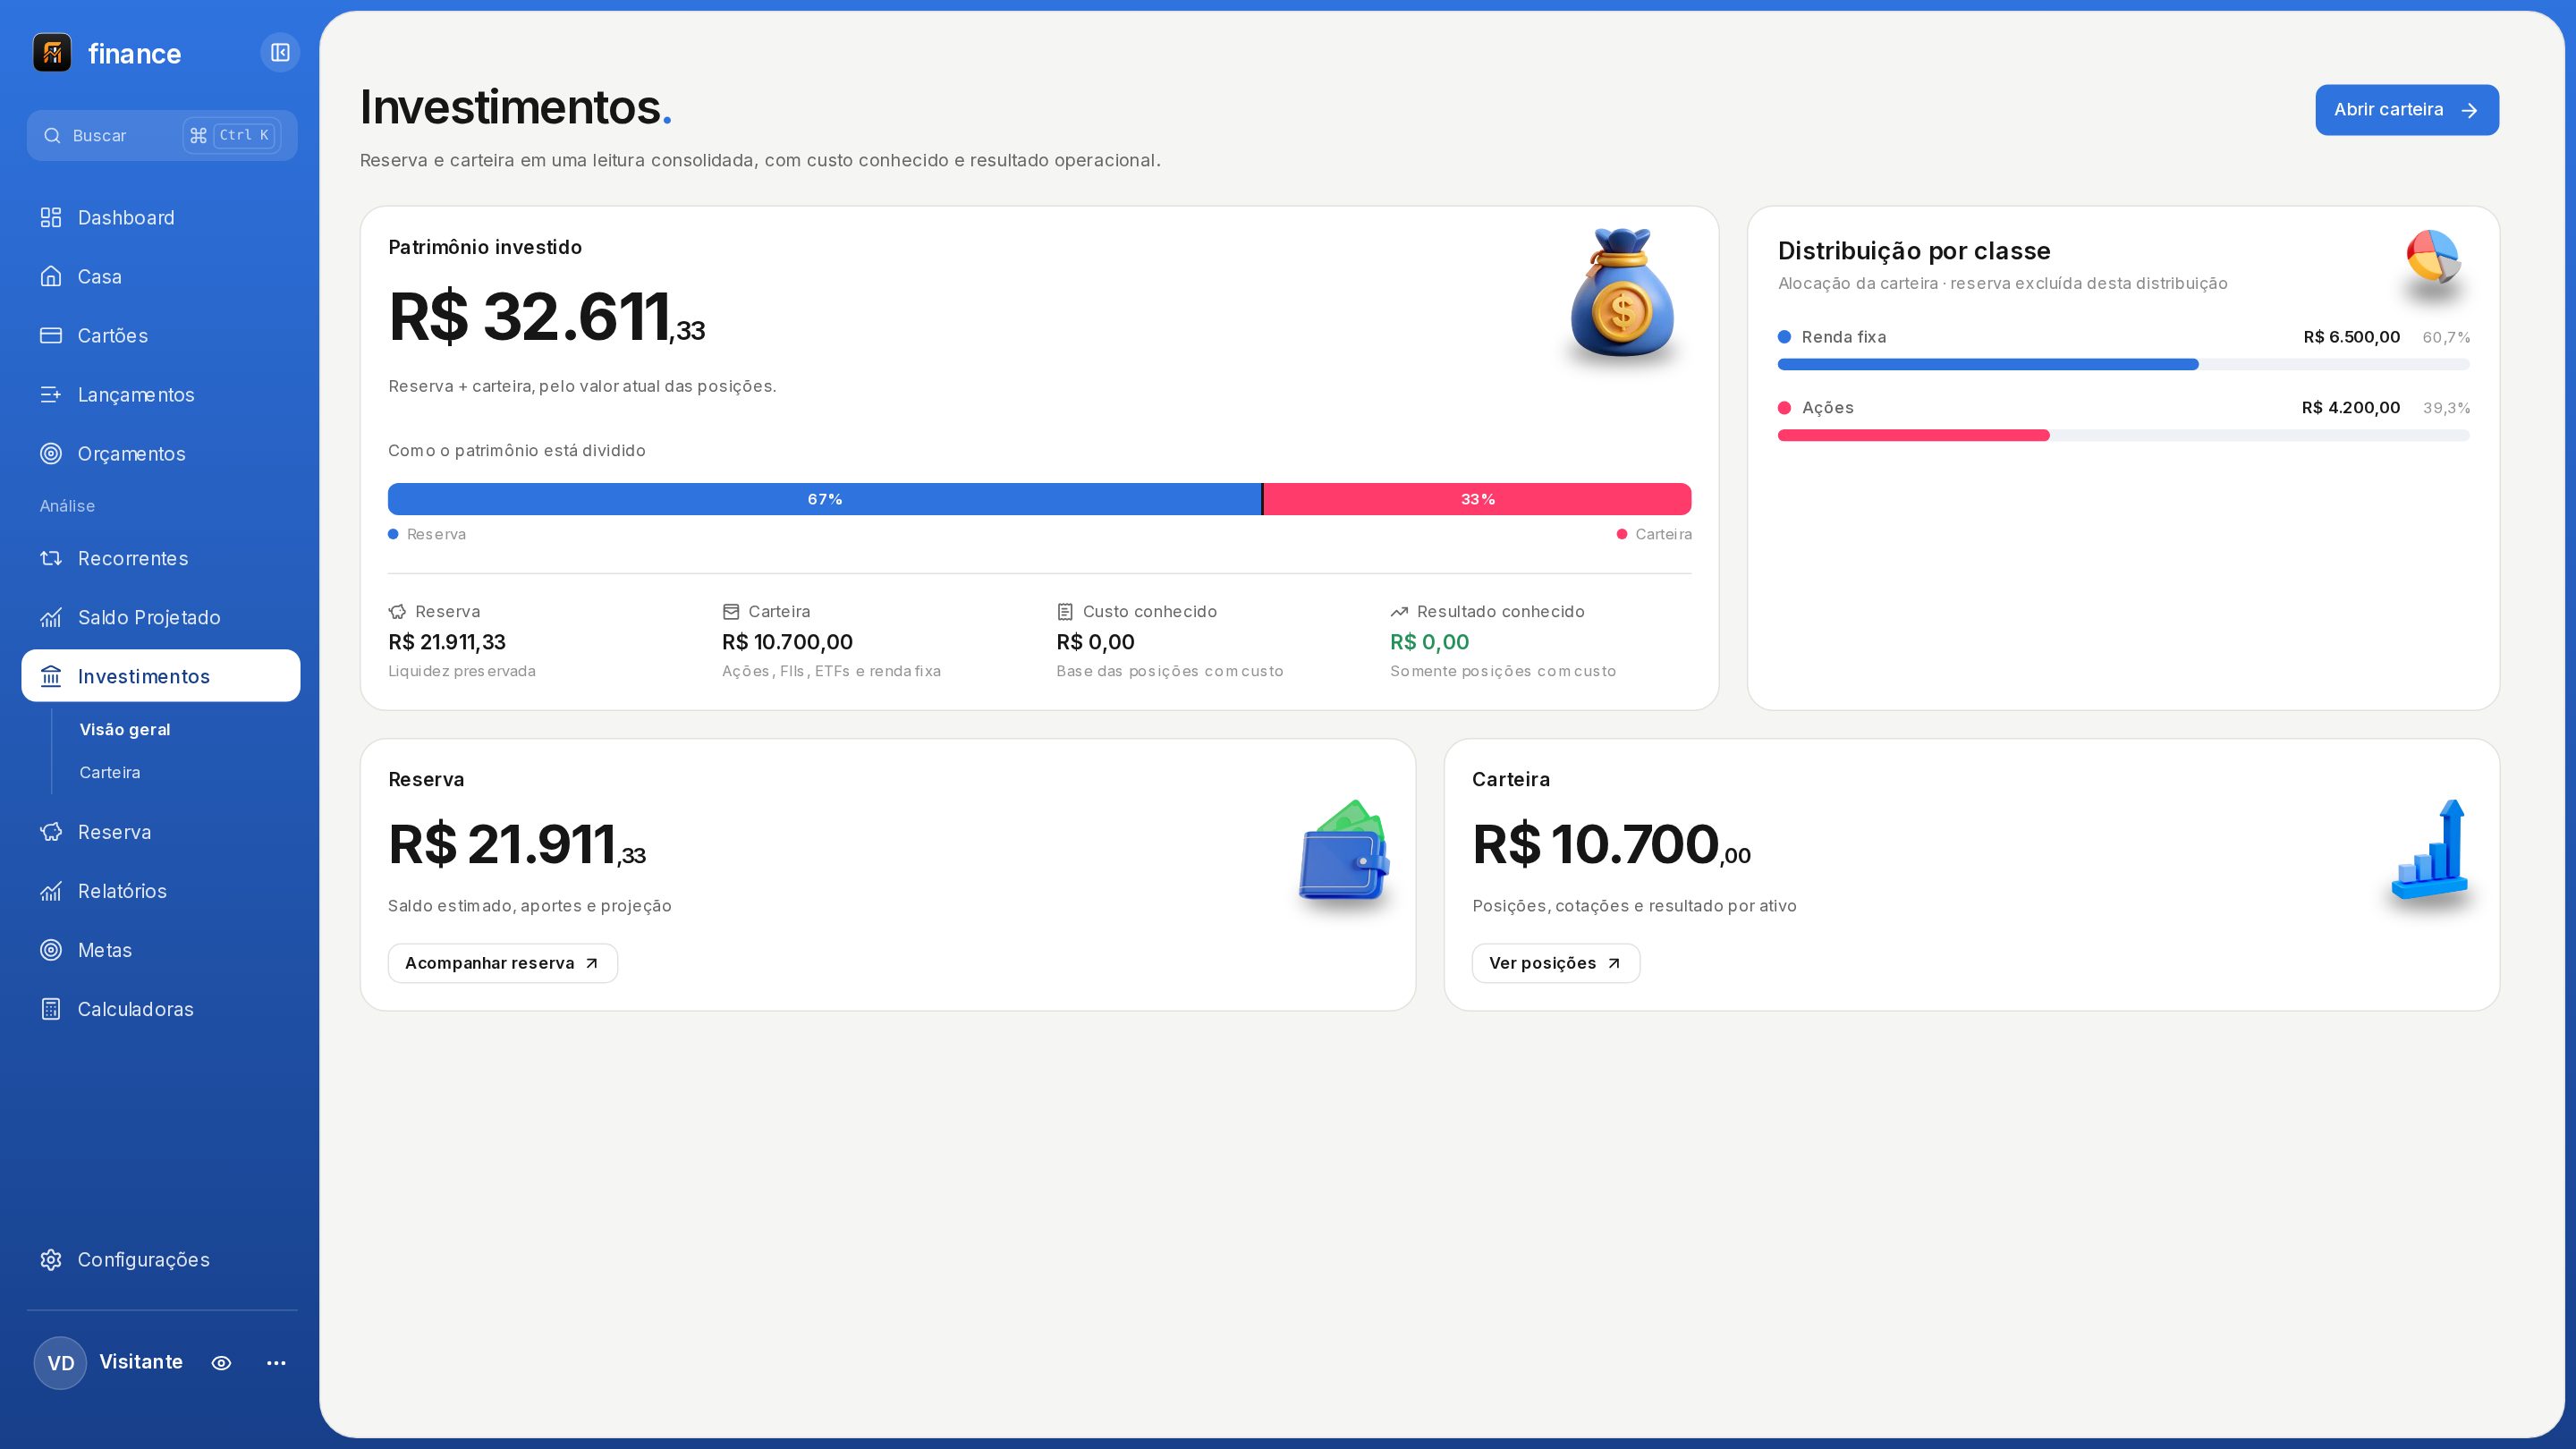 finance
Buscar
Ctrl K
Dashboard
Casa
Cartões
Lançamentos
Orçamentos
Análise
Recorrentes
Saldo Projetado
Investimentos
Visão geral
Carteira
Reserva
Relatórios
Metas
Calculadoras
Configurações
VD
Visitante
Investimentos.
Abrir carteira
Reserva e carteira em uma leitura consolidada, com custo conhecido e resultado operacional.
Patrimônio investido
R$ 32.611,33
Reserva + carteira, pelo valor atual das posições.
Como o patrimônio está dividido
67%
33%
Reserva
Carteira
Reserva
R$ 21.911,33
Liquidez preservada
Carteira
R$ 10.700,00
Ações, FIIs, ETFs e renda fixa
Custo conhecido
R$ 0,00
Base das posições com custo
Resultado conhecido
R$ 0,00
Somente posições com custo
Distribuição por classe
Alocação da carteira · reserva excluída desta distribuição
Renda fixa R$ 6.500,00 60,7%
Ações R$ 4.200,00 39,3%
Reserva
R$ 21.911,33
Saldo estimado, aportes e projeção
Acompanhar reserva
Carteira
R$ 10.700,00
Posições, cotações e resultado por ativo
Ver posições